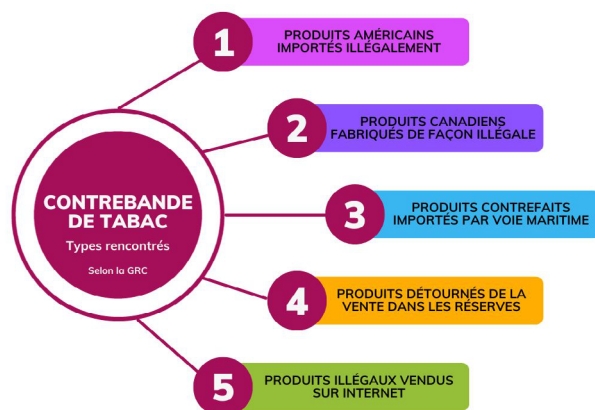 CONTREBANDE
DE TABAC
Types rencontrés
Selon la GRC
1
PRODUITS AMÉRICAINS
IMPORTÉS ILLÉGALEMENT
2
PRODUITS CANADIENS
FABRIQUÉS DE FAÇON ILLÉGALE
3
PRODUITS CONTREFAITS
IMPORTÉS PAR VOIE MARITIME
4
PRODUITS DÉTOURNÉS DE LA
VENTE DANS LES RÉSERVES
5
PRODUITS ILLÉGAUX VENDUS
SUR INTERNET